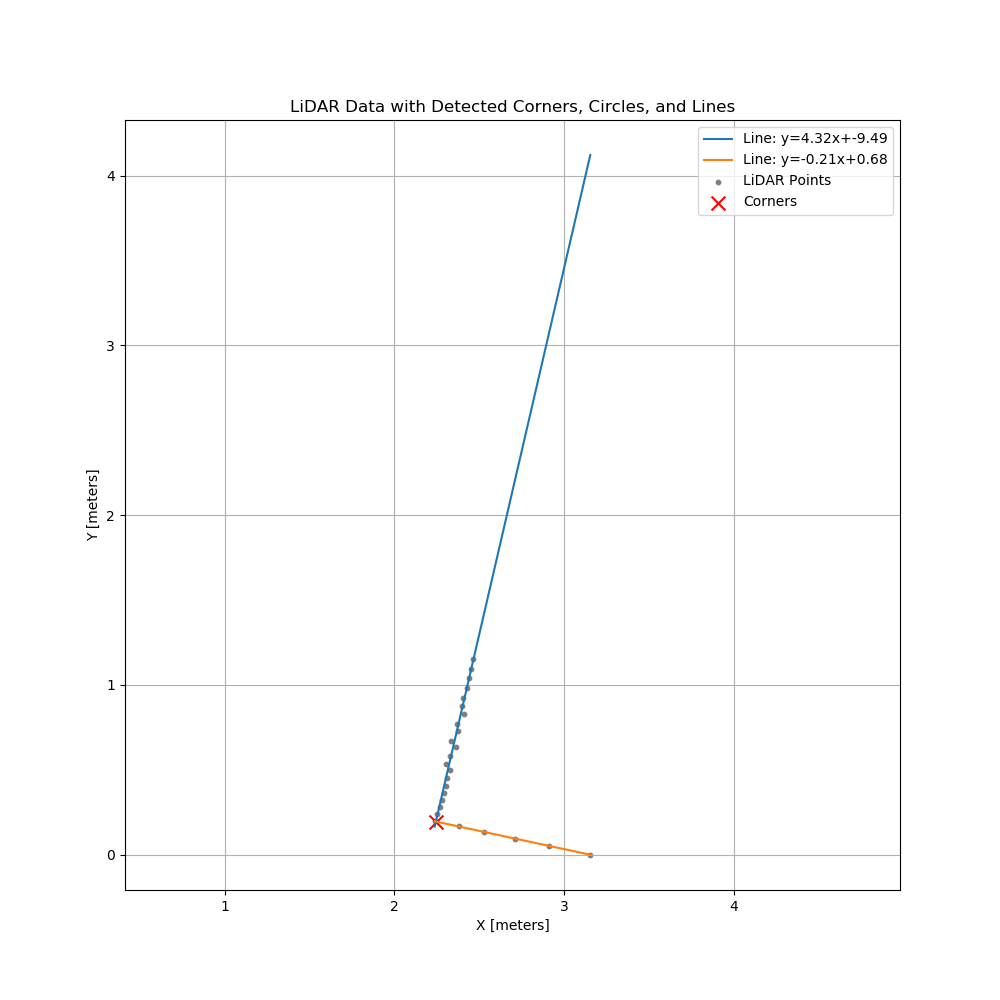 LiDAR Data with Detected Corners, Circles, and Lines
Line: y=4.32x+-9.49
Line: y=-0.21x+0.68
LiDAR Points
Corners
4
3
2
1
0
Y [meters]
1
2
3
4
X [meters]